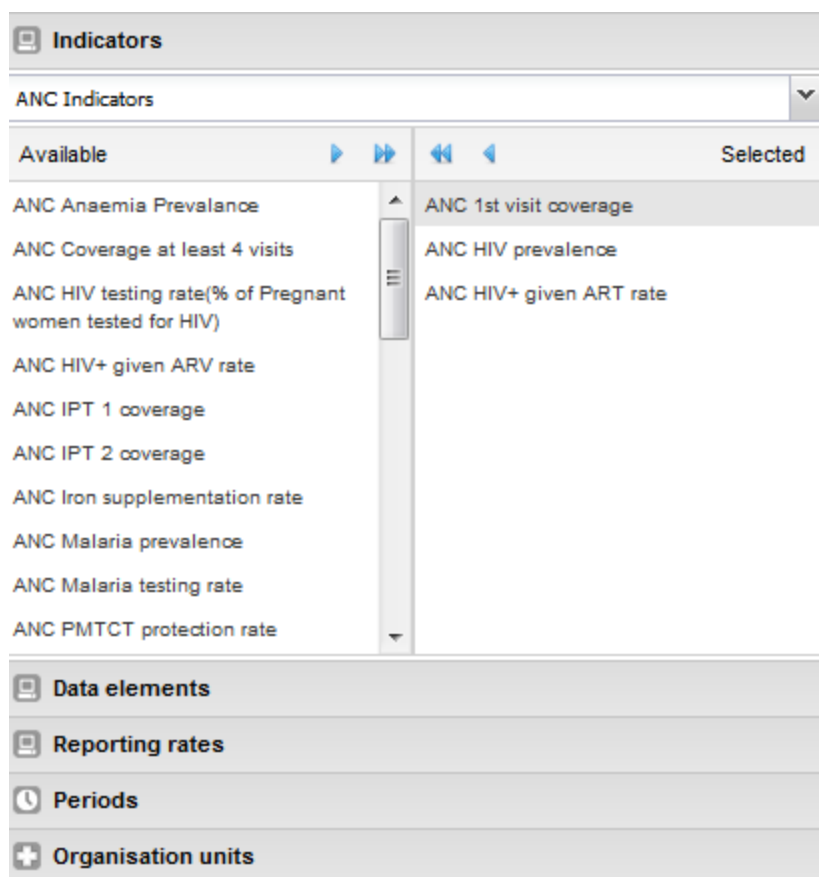 Indicators
ANC Indicators
Available
Selected
ANC Anaemia Prevalance
ANC Coverage at least 4 visits
ANC HIV testing rate(% of Pregnant
women tested for HIV)
ANC HIV+ given ARV rate
ANC IPT 1 coverage
ANC IPT 2 coverage
ANC Iron supplementation rate
ANC Malaria prevalence
ANC Malaria testing rate
ANC PMTCT protection rate
ANC 1st visit coverage
ANC HIV prevalence
ANC HIV+ given ART rate
Data elements
Reporting rates
Periods
Organisation units